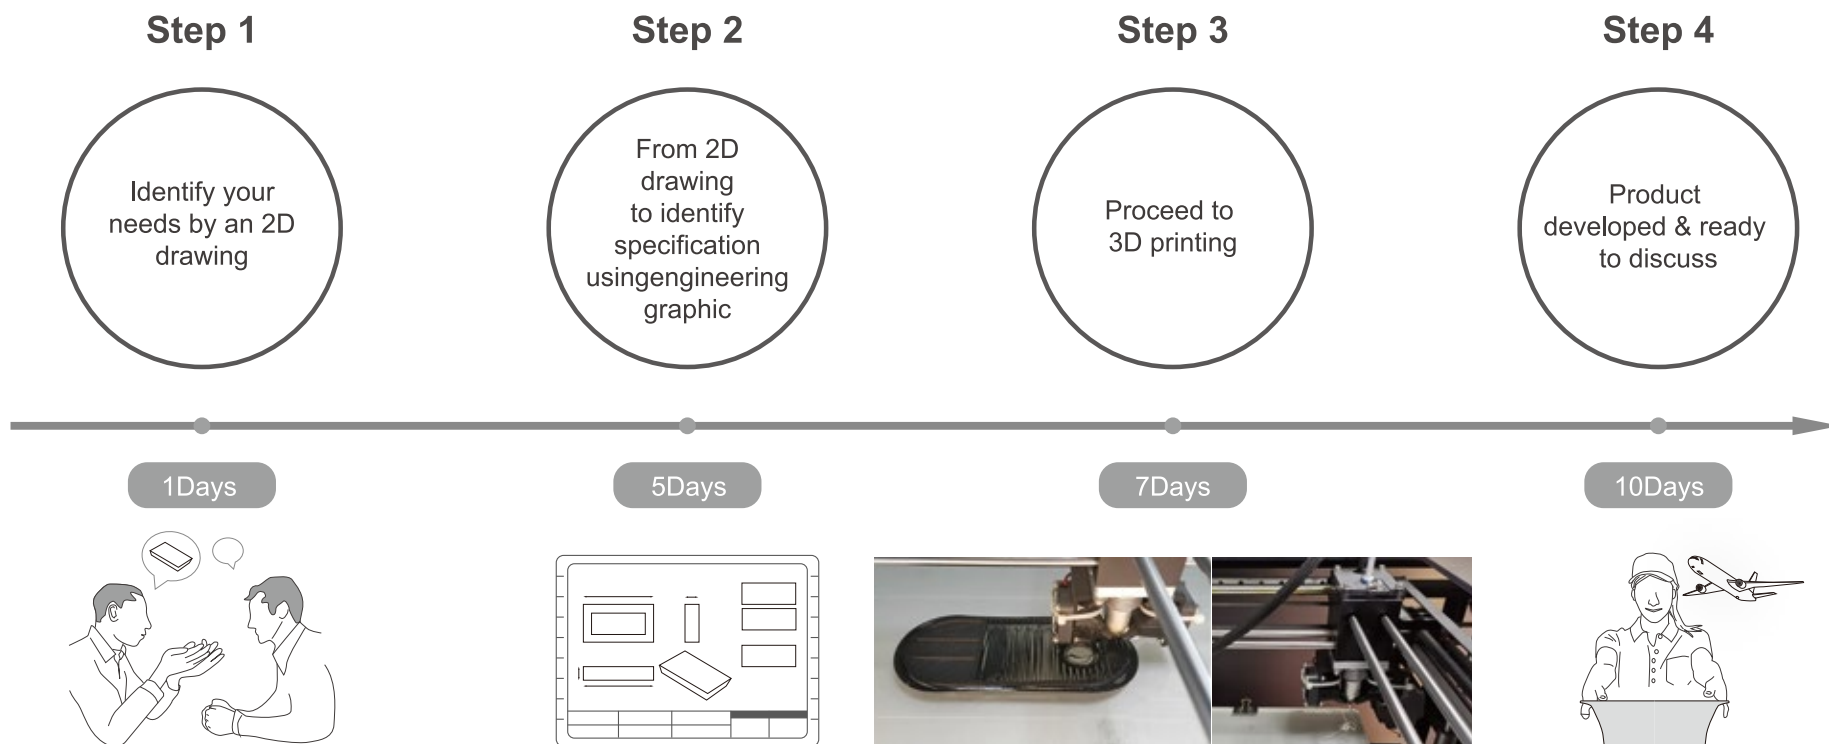 Step 1
Step 2
Step 3
Step 4
Identify your
needs by an 2D
drawing
From 2D
drawing
to identify
specification
usingengineering
graphic
Proceed to
3D printing
Product
developed & ready
to discuss
1Days
5Days
7Days
10Days